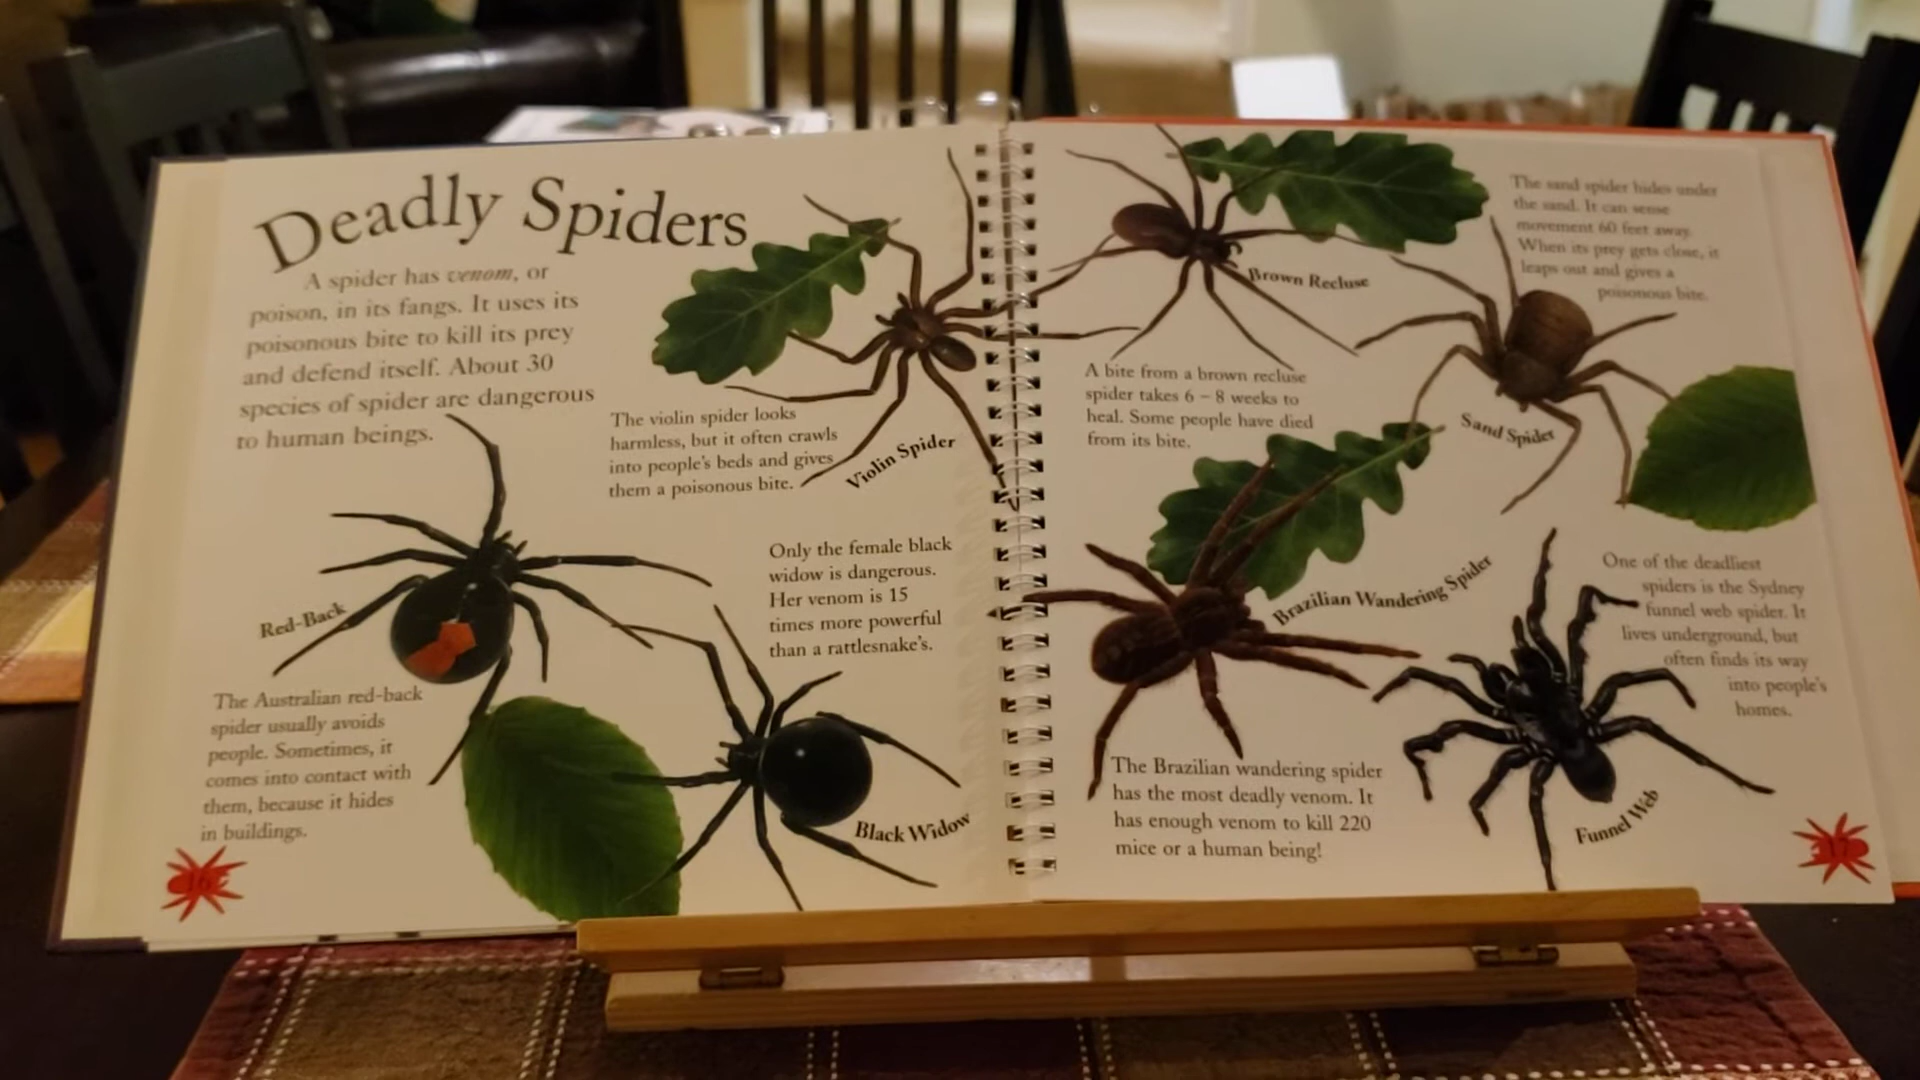 Deadly Spiders
A spider has venom, or
poison, in its fangs. It uses its
poisonous bite to kill its prey
and defend itself. About 30
species of spider are dangerous
to human beings.
The violin spider looks
harmless, but it often crawls
into people's beds and gives
them a poisonous bite.
Violin Spider
Red-Back
The Australian red-back
spider usually avoids
people. Sometimes, it
comes into contact with
them, because it hides
in buildings.
Only the female black
widow is dangerous.
Her venom is 15
times more powerful
than a rattlesnake's.
Black Widow
16
Brown Recluse
A bite from a brown recluse
spider takes 6 – 8 weeks to
heal. Some people have died
from its bite.
The sand spider hides under
the sand. It can sense
movement 60 feet away.
When its prey gets close, it
leaps out and gives a
poisonous bite.
Sand Spider
Brazilian Wandering Spider
The Brazilian wandering spider
has the most deadly venom. It
has enough venom to kill 220
mice or a human being!
One of the deadliest
spiders is the Sydney
funnel web spider. It
lives underground, but
often finds its way
into people's
homes.
Funnel Web
17